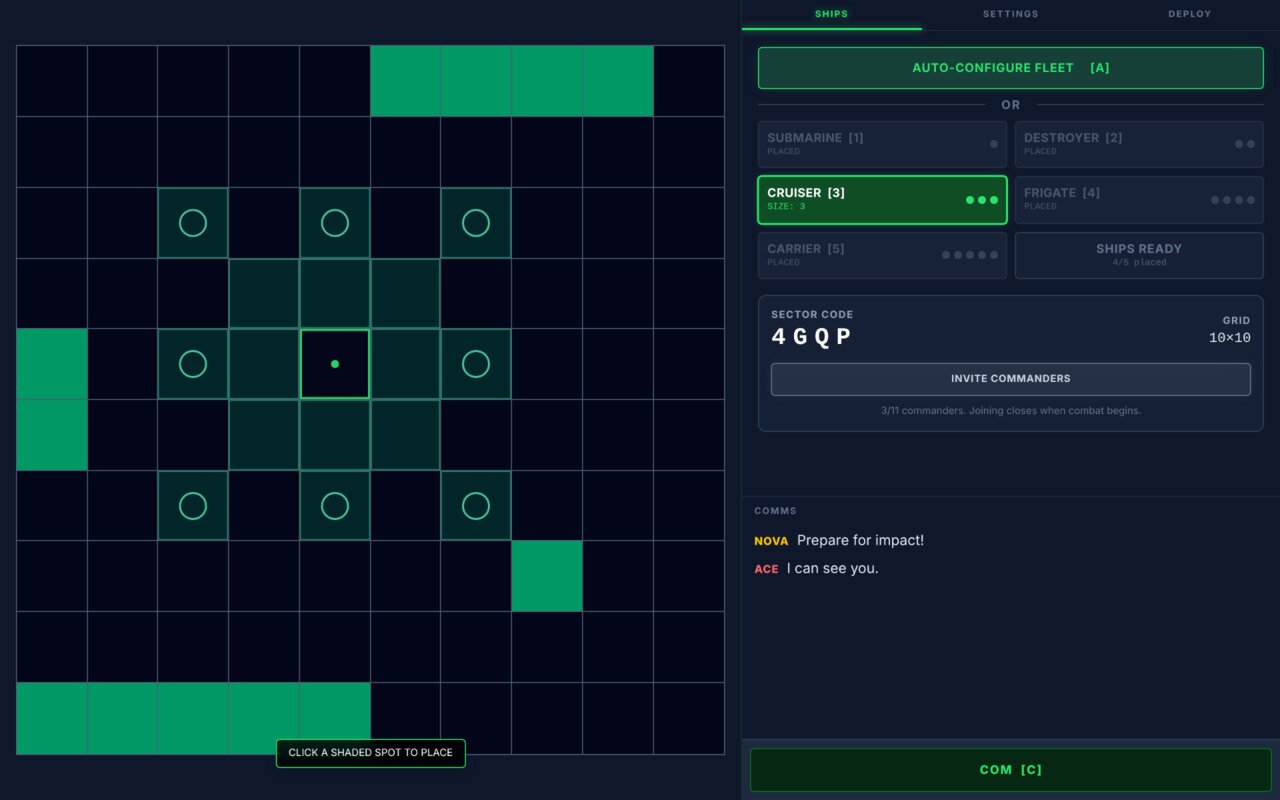 SHIPS
SETTINGS
DEPLOY
AUTO-CONFIGURE FLEET [A]
OR
SUBMARINE [1]
PLACED
DESTROYER [2]
PLACED
CRUISER [3]
SIZE: 3
FRIGATE [4]
PLACED
CARRIER [5]
PLACED
SHIPS READY
4/5 placed
SECTOR CODE
4GQP
GRID
10×10
INVITE COMMANDERS
3/11 commanders. Joining closes when combat begins.
COMMS
NOVA Prepare for impact!
ACE I can see you.
CLICK A SHADED SPOT TO PLACE
COM [C]